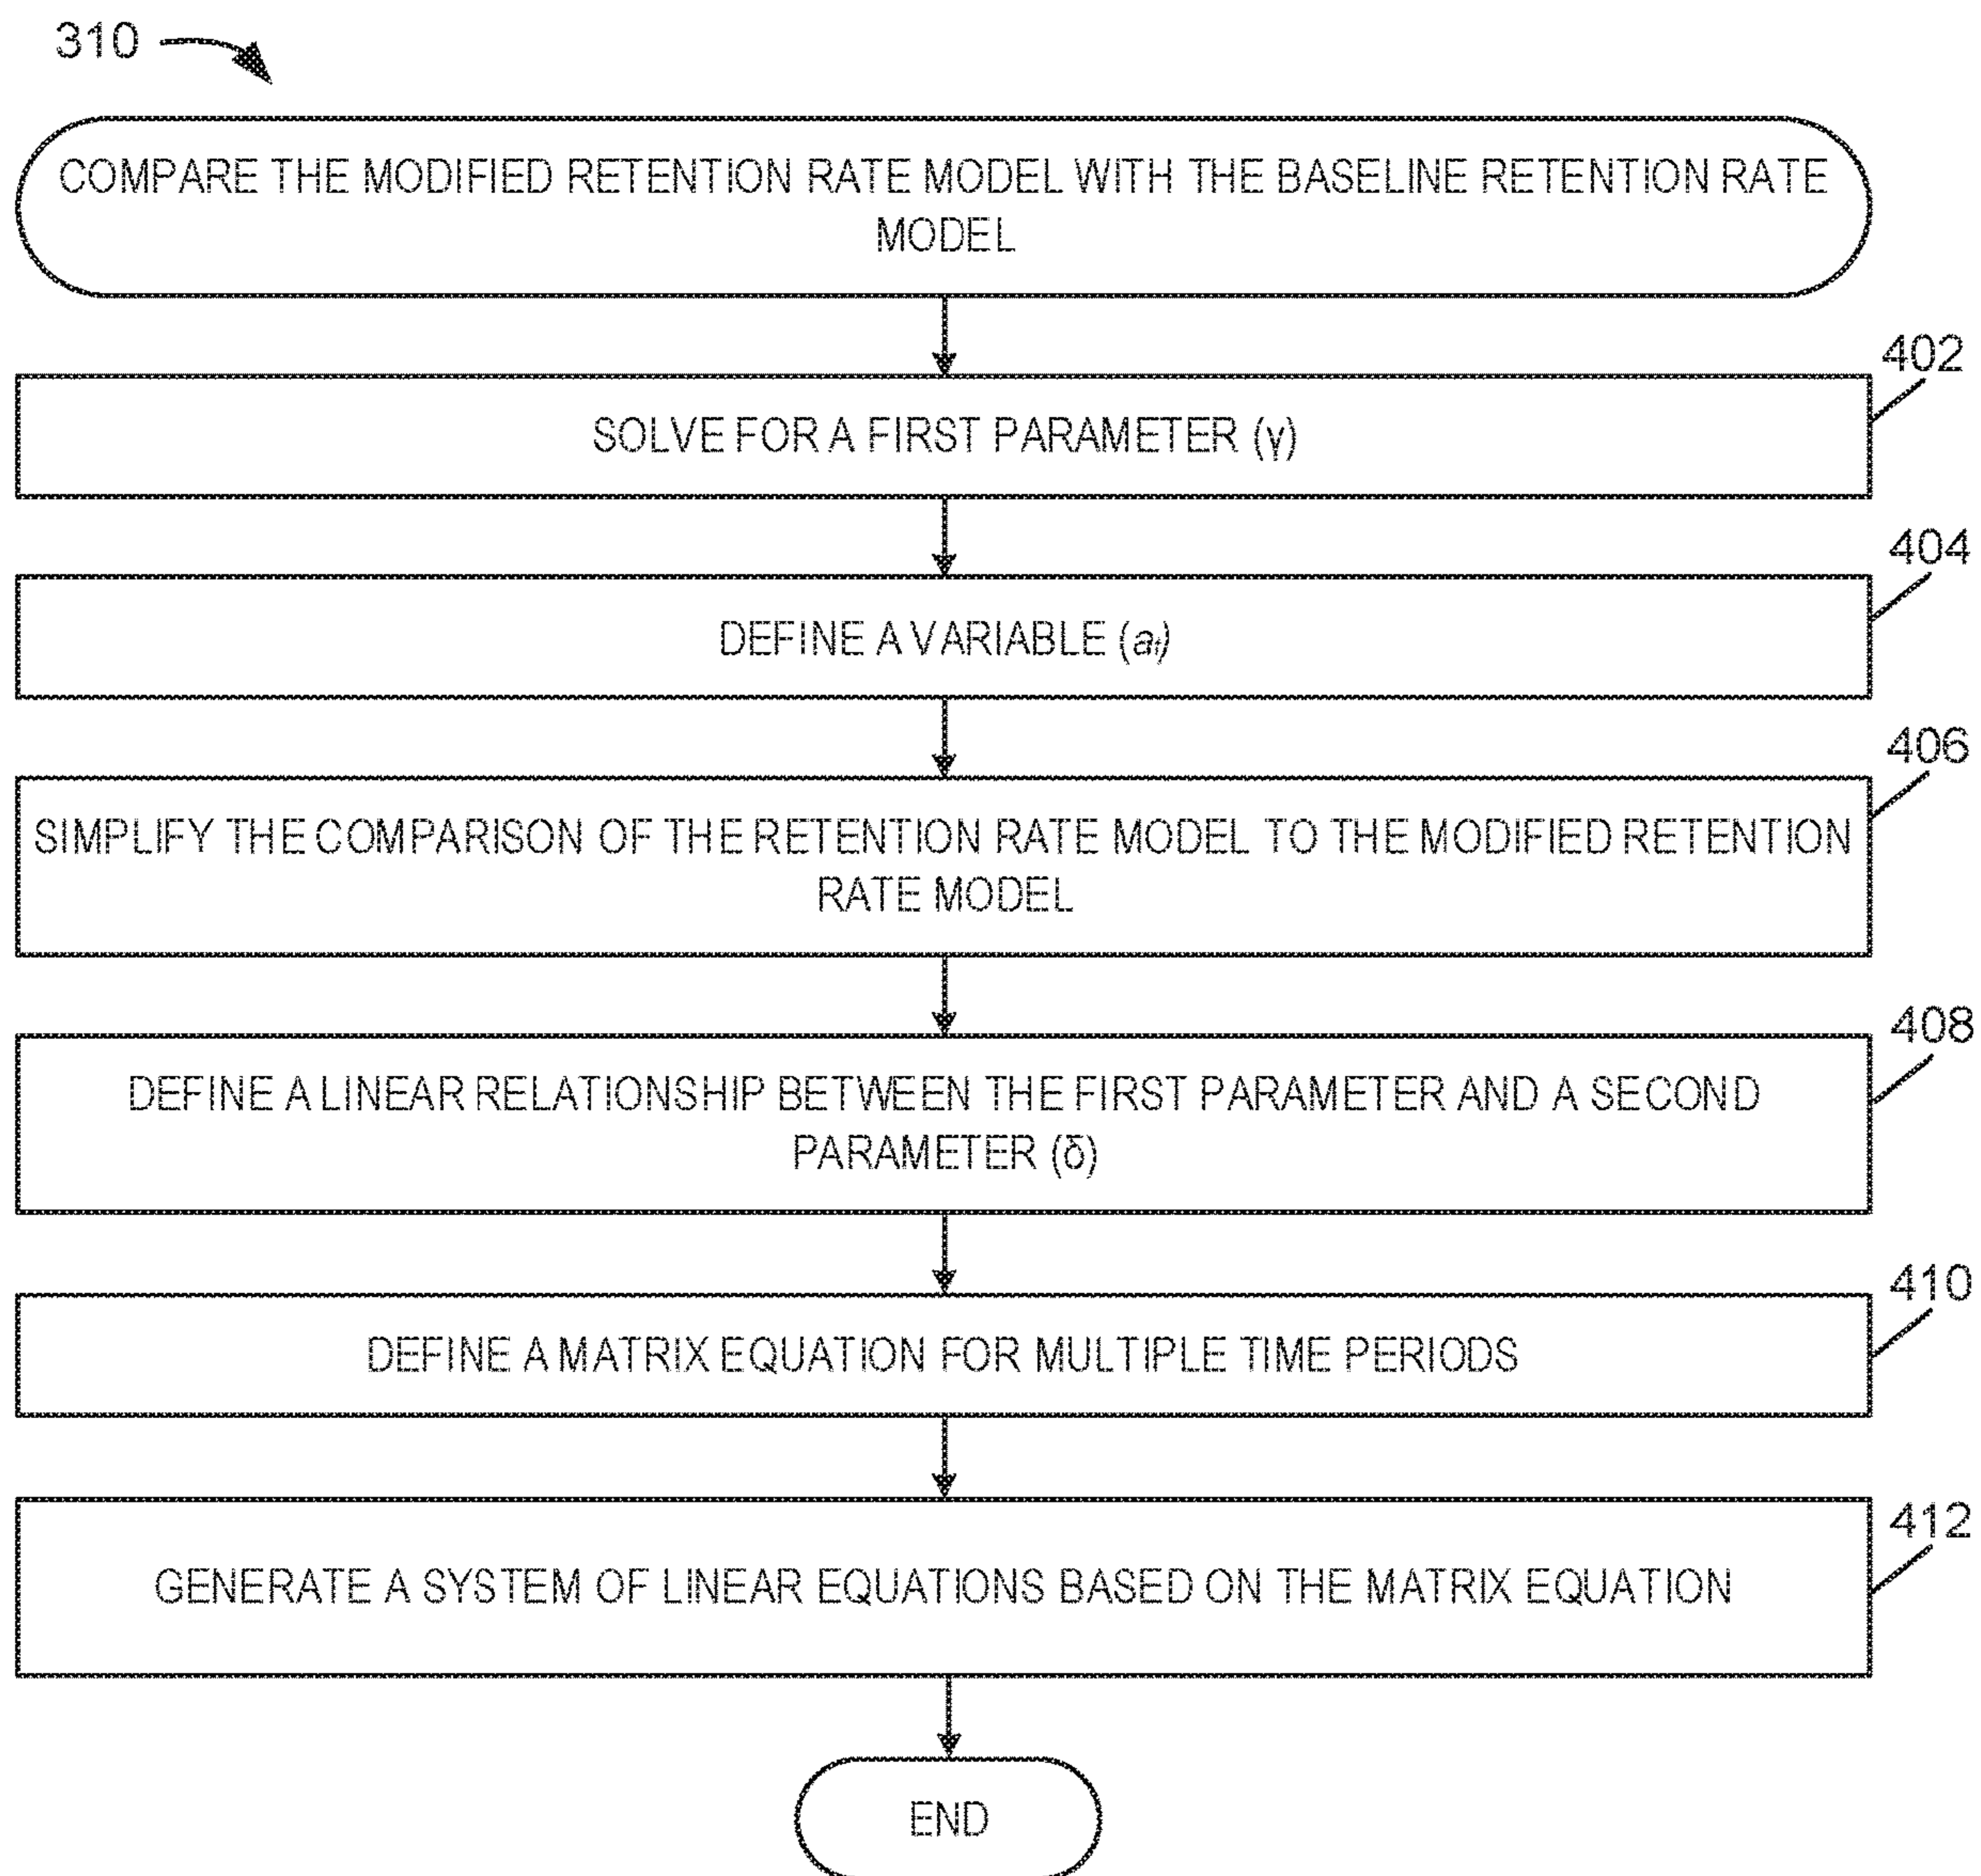 310
COMPARE THE MODIFIED RETENTION RATE MODEL WITH THE BASELINE RETENTION RATE
MODEL
402
SOLVE FOR A FIRST PARAMETER (γ)
404
DEFINE A VARIABLE (aₜ)
406
SIMPLIFY THE COMPARISON OF THE RETENTION RATE MODEL TO THE MODIFIED RETENTION
RATE MODEL
408
DEFINE A LINEAR RELATIONSHIP BETWEEN THE FIRST PARAMETER AND A SECOND
PARAMETER (δ)
410
DEFINE A MATRIX EQUATION FOR MULTIPLE TIME PERIODS
412
GENERATE A SYSTEM OF LINEAR EQUATIONS BASED ON THE MATRIX EQUATION
END